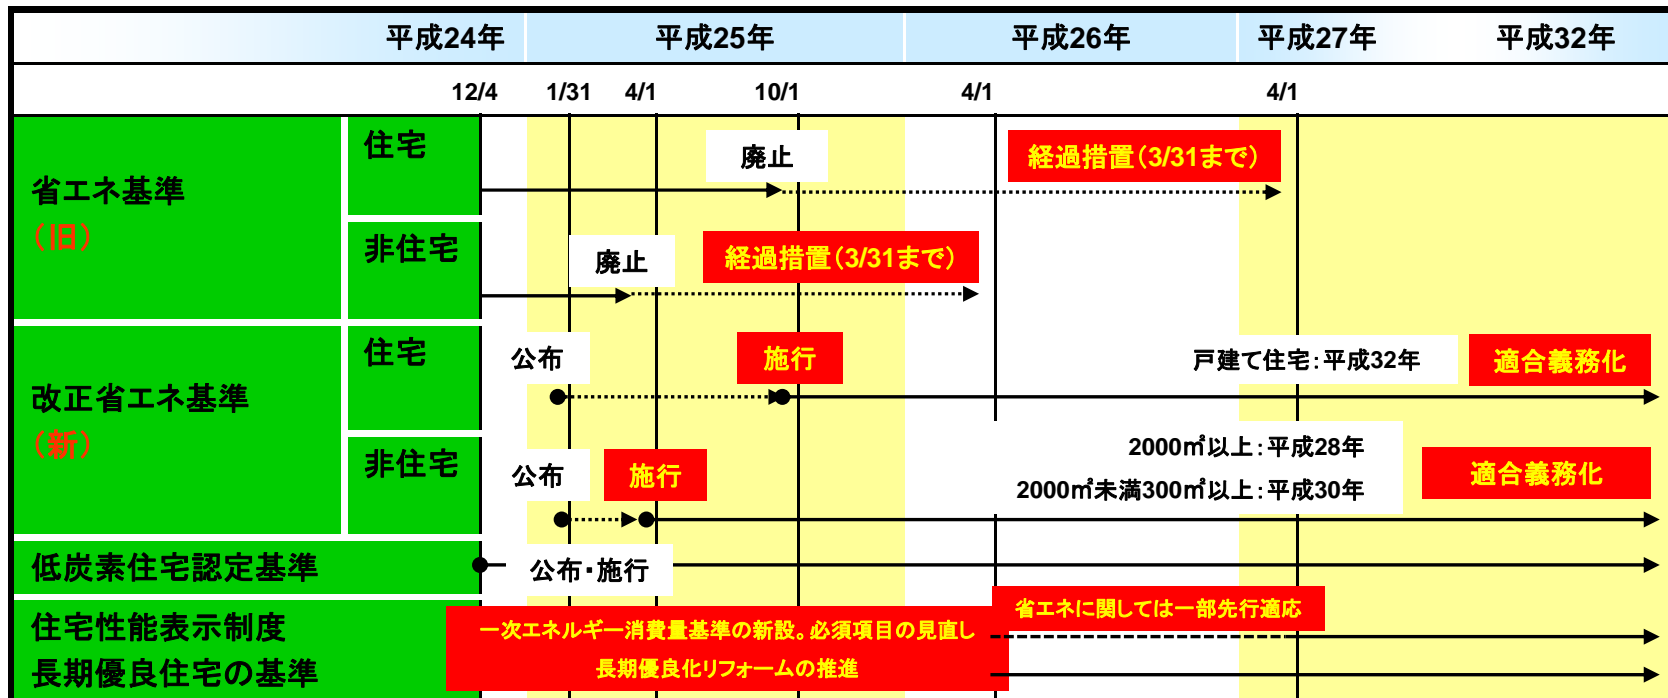 平成24年 平成25年 平成26年 平成27年 平成32年
12/4 1/31 4/1 10/1 4/1 4/1
省エネ基準
（旧）
住宅
廃止
経過措置（3/31まで）
非住宅
廃止
経過措置（3/31まで）
改正省エネ基準
（新）
住宅
公布
施行
戸建て住宅：平成32年
適合義務化
非住宅
公布
施行
2000㎡以上：平成28年
2000㎡未満300㎡以上：平成30年
適合義務化
低炭素住宅認定基準
公布・施行
住宅性能表示制度
長期優良住宅の基準
一次エネルギー消費量基準の新設。必須項目の見直し
長期優良化リフォームの推進
省エネに関しては一部先行適応